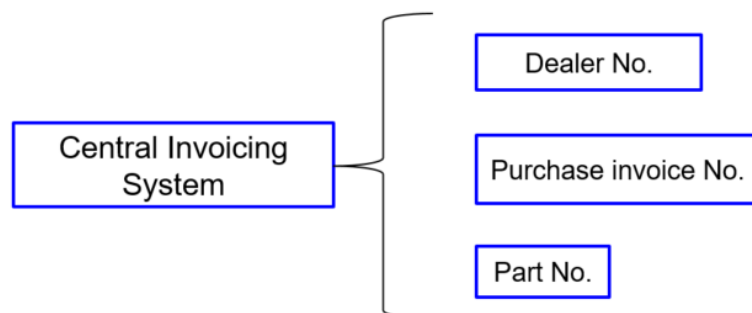 Central Invoicing
System
Dealer No.
Purchase invoice No.
Part No.